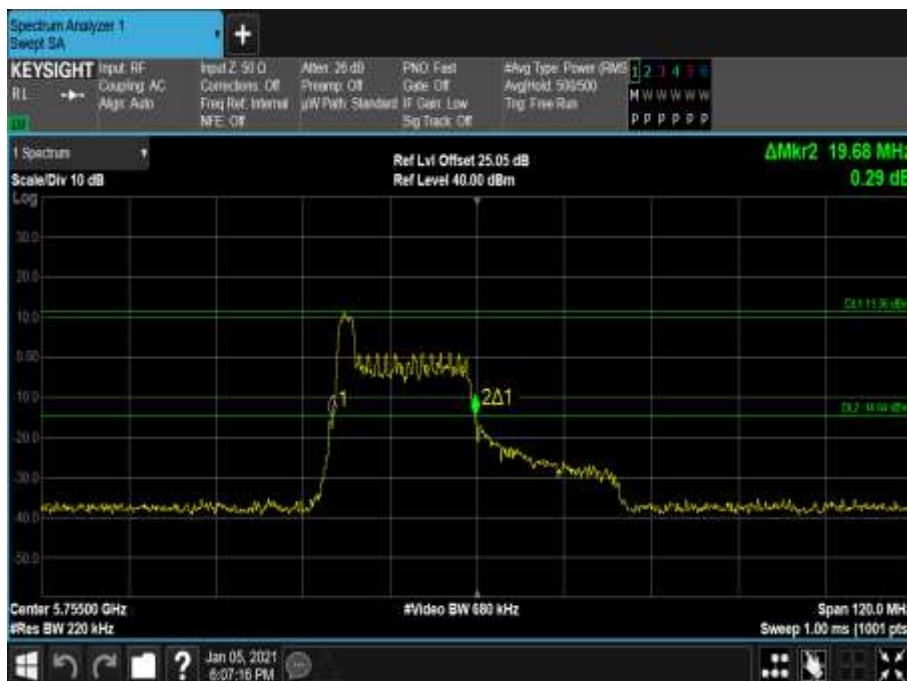 Spectrum Analyzer 1
Swept SA
+
KEYSIGHT Input: RF Input Z: 50 Ω Atten: 26 dB PNO: Fast #Avg Type: Power (RMS 1 2 3 4 5 6
RL Coupling: AC Corrections: Off Preamp: Off Gate: Off Avg|Hold: 500/500 M W W W W W
Align: Auto Freq Ref: Internal µW Path: Standard IF Gain: Low Trig: Free Run
NFE: Off Sig Track: Off P P P P P P
1 Spectrum Ref Lvl Offset 25.05 dB ΔMkr2 19.68 MHz
Scale/Div 10 dB Ref Level 40.00 dBm 0.29 dB
Log
30.0
20.0
DL1 11.36 dBm
10.0
0.00
-10.0
1
2Δ1
-20.0
-30.0
-40.0
-50.0
Center 5.75500 GHz #Video BW 680 kHz Span 120.0 MHz
#Res BW 220 kHz Sweep 1.00 ms (1001 pts
? Jan 05, 2021
6:07:16 PM